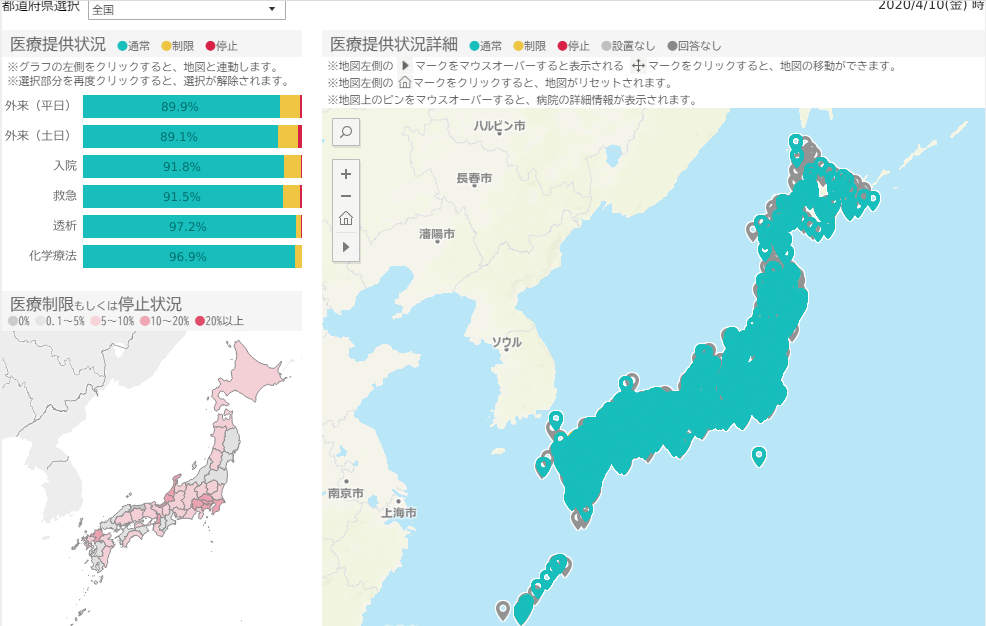 都道府県選択
全国
2020/4/10(金) 時
医療提供状況 通常 制限 停止
※グラフの左側をクリックすると、地図と連動します。
※選択部分を再度クリックすると、選択が解除されます。
外来（平日） 89.9%
外来（土日） 89.1%
入院 91.8%
救急 91.5%
透析 97.2%
化学療法 96.9%
医療制限もしくは停止状況
0% 0.1～5% 5～10% 10～20% 20%以上
医療提供状況詳細 通常 制限 停止 設置なし 回答なし
※地図左側の マークをマウスオーバーすると表示される マークをクリックすると、地図の移動ができます。
※地図左側の マークをクリックすると、地図がリセットされます。
※地図上のピンをマウスオーバーすると、病院の詳細情報が表示されます。
ハルビン市
長春市
瀋陽市
ソウル
南京市
上海市